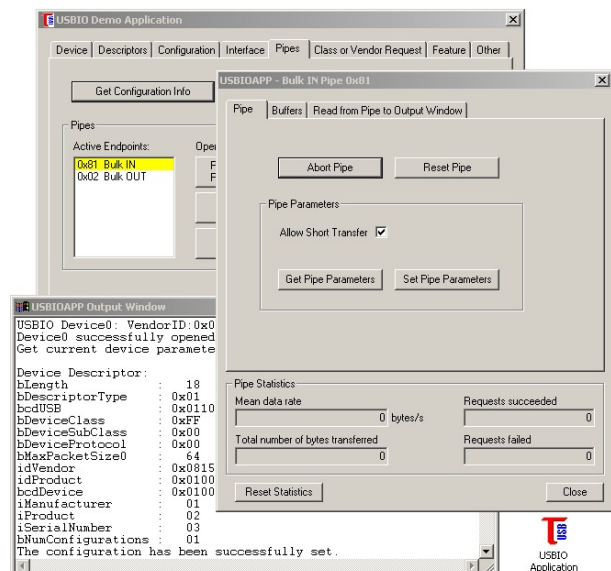 USBIO Demo Application
Device Descriptors Configuration Interface Pipes Class or Vendor Request Feature Other
Get Configuration Info
Pipes
Active Endpoints:
0x81 Bulk IN
0x02 Bulk OUT
USBIOAPP - Bulk IN Pipe 0x81
Pipe Buffers Read from Pipe to Output Window
Abort Pipe Reset Pipe
Pipe Parameters
Allow Short Transfer
Get Pipe Parameters Set Pipe Parameters
Pipe Statistics
Mean data rate Requests succeeded
0 bytes/s 0
Total number of bytes transferred Requests failed
0 0
Reset Statistics Close
USBIOAPP Output Window
USBIO Device0: VendorID:0x0
Device0 successfully opened
Get current device paramete
Device Descriptor:
bLength : 18
bDescriptorType : 0x01
bcdUSB : 0x0110
bDeviceClass : 0xFF
bDeviceSubClass : 0x00
bDeviceProtocol : 0x00
bMaxPacketSize0 : 64
idVendor : 0x0815
idProduct : 0x0100
bcdDevice : 0x0100
iManufacturer : 01
iProduct : 02
iSerialNumber : 03
bNumConfigurations : 01
The configuration has been successfully set.
USB
USBIO
Application